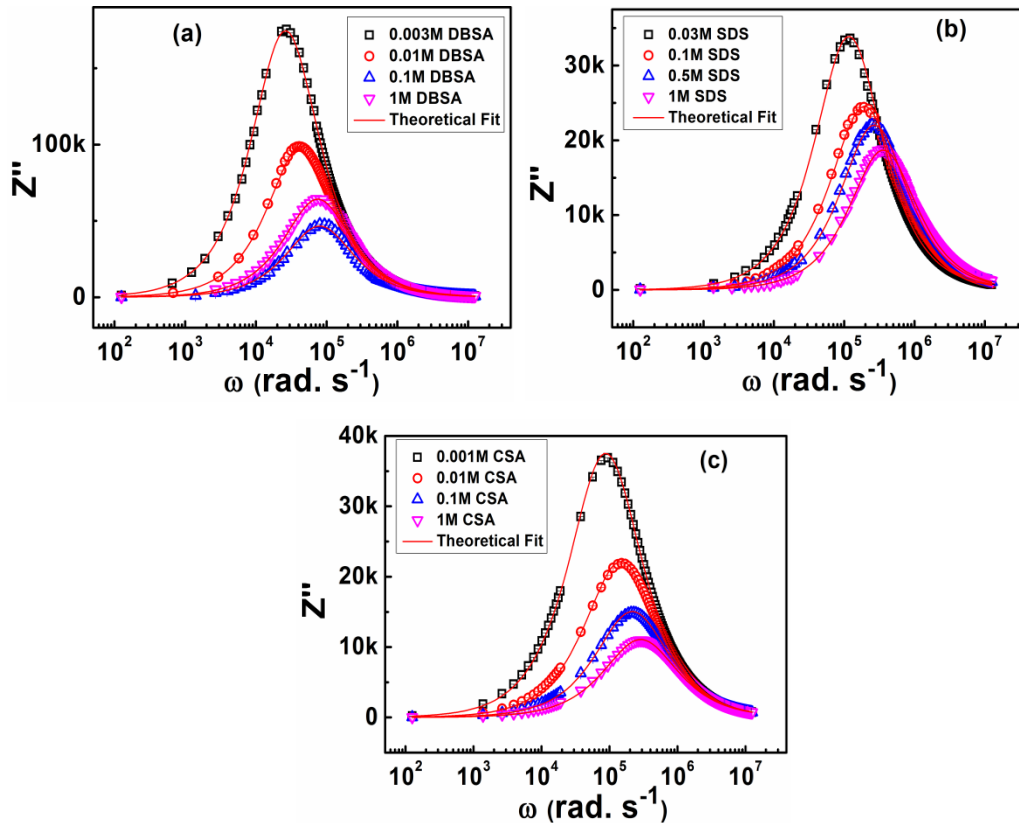 (a)
0.003M DBSA
0.01M DBSA
0.1M DBSA
1M DBSA
Theoretical Fit
100k
0
Z''
10² 10³ 10⁴ 10⁵ 10⁶ 10⁷
ω (rad. s⁻¹)
(b)
0.03M SDS
0.1M SDS
0.5M SDS
1M SDS
Theoretical Fit
30k
20k
10k
0
Z''
10² 10³ 10⁴ 10⁵ 10⁶ 10⁷
ω (rad. s⁻¹)
(c)
0.001M CSA
0.01M CSA
0.1M CSA
1M CSA
Theoretical Fit
40k
30k
20k
10k
0
Z''
10² 10³ 10⁴ 10⁵ 10⁶ 10⁷
ω (rad. s⁻¹)